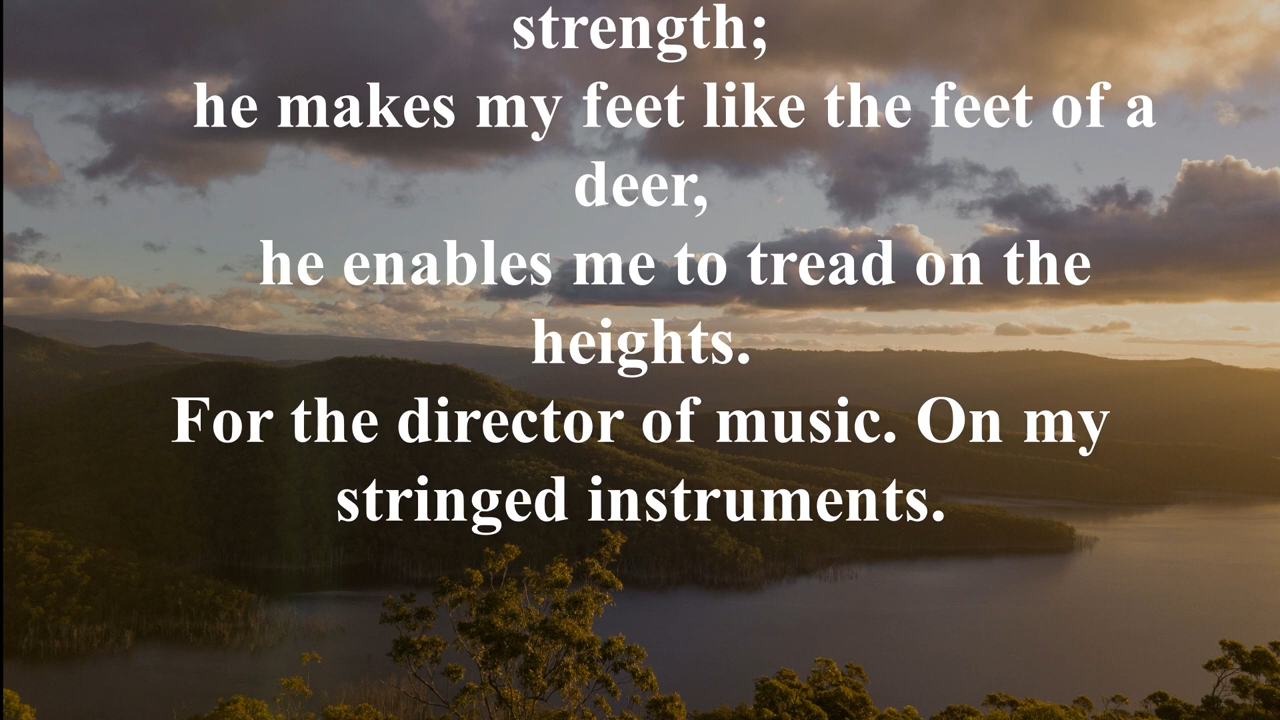 strength;
he makes my feet like the feet of a
deer,
he enables me to tread on the
heights.
For the director of music. On my
stringed instruments.